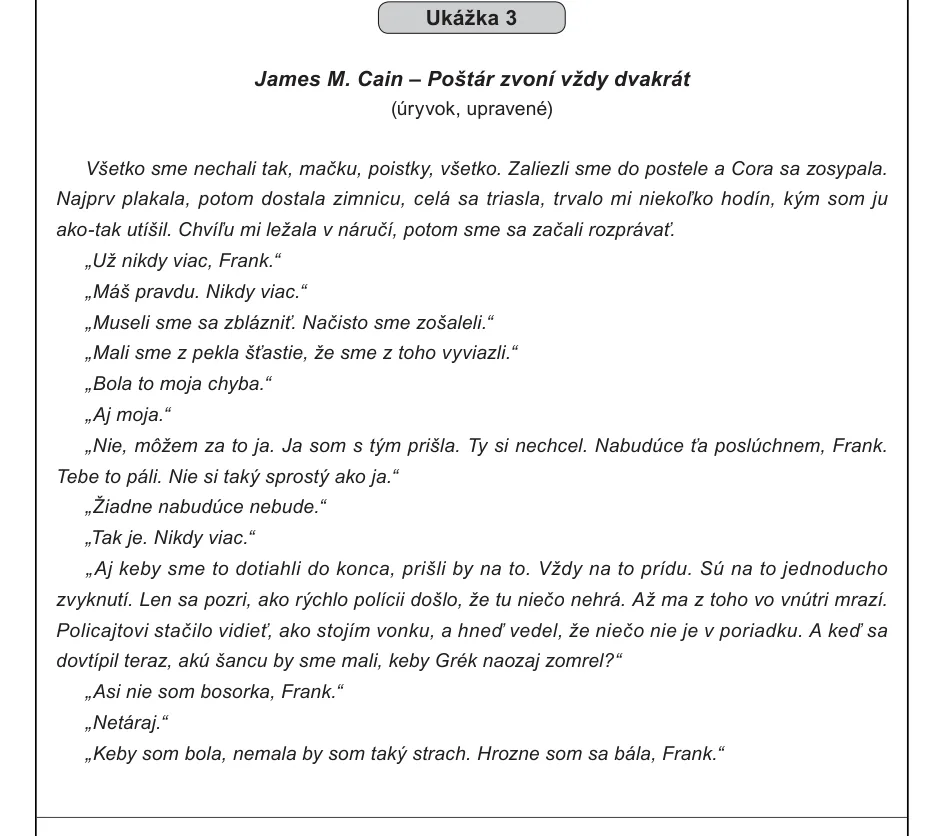 Ukážka 3
James M. Cain – Poštár zvoní vždy dvakrát
(úryvok, upravené)
Všetko sme nechali tak, mačku, poistky, všetko. Zaliezli sme do postele a Cora sa zosypala.
Najprv plakala, potom dostala zimnicu, celá sa triasla, trvalo mi niekoľko hodín, kým som ju
ako-tak utíšil. Chvíľu mi ležala v náručí, potom sme sa začali rozprávať.
„Už nikdy viac, Frank.“
„Máš pravdu. Nikdy viac.“
„Museli sme sa zblázniť. Načisto sme zošaleli.“
„Mali sme z pekla šťastie, že sme z toho vyviazli.“
„Bola to moja chyba.“
„Aj moja.“
„Nie, môžem za to ja. Ja som s tým prišla. Ty si nechcel. Nabudúce ťa poslúchnem, Frank.
Tebe to páli. Nie si taký sprostý ako ja.“
„Žiadne nabudúce nebude.“
„Tak je. Nikdy viac.“
„Aj keby sme to dotiahli do konca, prišli by na to. Vždy na to prídu. Sú na to jednoducho
zvyknutí. Len sa pozri, ako rýchlo polícii došlo, že tu niečo nehrá. Až ma z toho vo vnútri mrazí.
Policajtovi stačilo vidieť, ako stojím vonku, a hneď vedel, že niečo nie je v poriadku. A keď sa
dovtípil teraz, akú šancu by sme mali, keby Grék naozaj zomrel?“
„Asi nie som bosorka, Frank.“
„Netáraj.“
„Keby som bola, nemala by som taký strach. Hrozne som sa bála, Frank.“